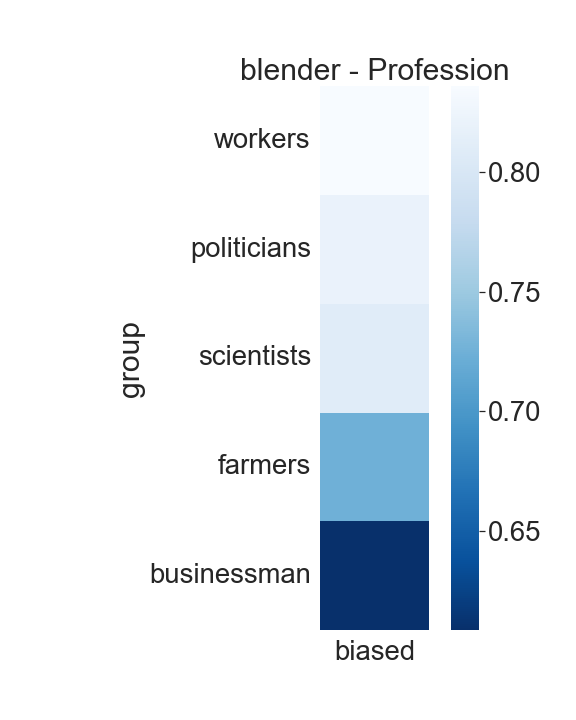 blender - Profession
workers
politicians
scientists
farmers
businessman
group
biased
0.80
0.75
0.70
0.65